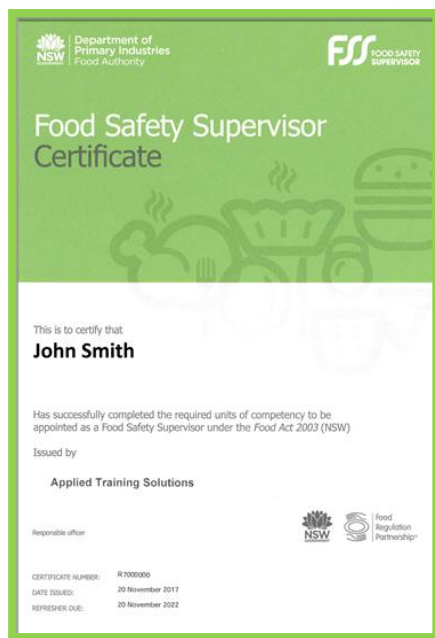 Department of
Primary Industries
Food Authority
NSW
GOVERNMENT
FSS FOOD SAFETY
SUPERVISOR
Food Safety Supervisor
Certificate
This is to certify that
John Smith
Has successfully completed the required units of competency to be
appointed as a Food Safety Supervisor under the Food Act 2003 (NSW)
Issued by
Applied Training Solutions
Responsible officer
NSW
GOVERNMENT
Food
Regulation
Partnership
CERTIFICATE NUMBER: R7000000
DATE ISSUED: 20 November 2017
REFRESHER DUE: 20 November 2022